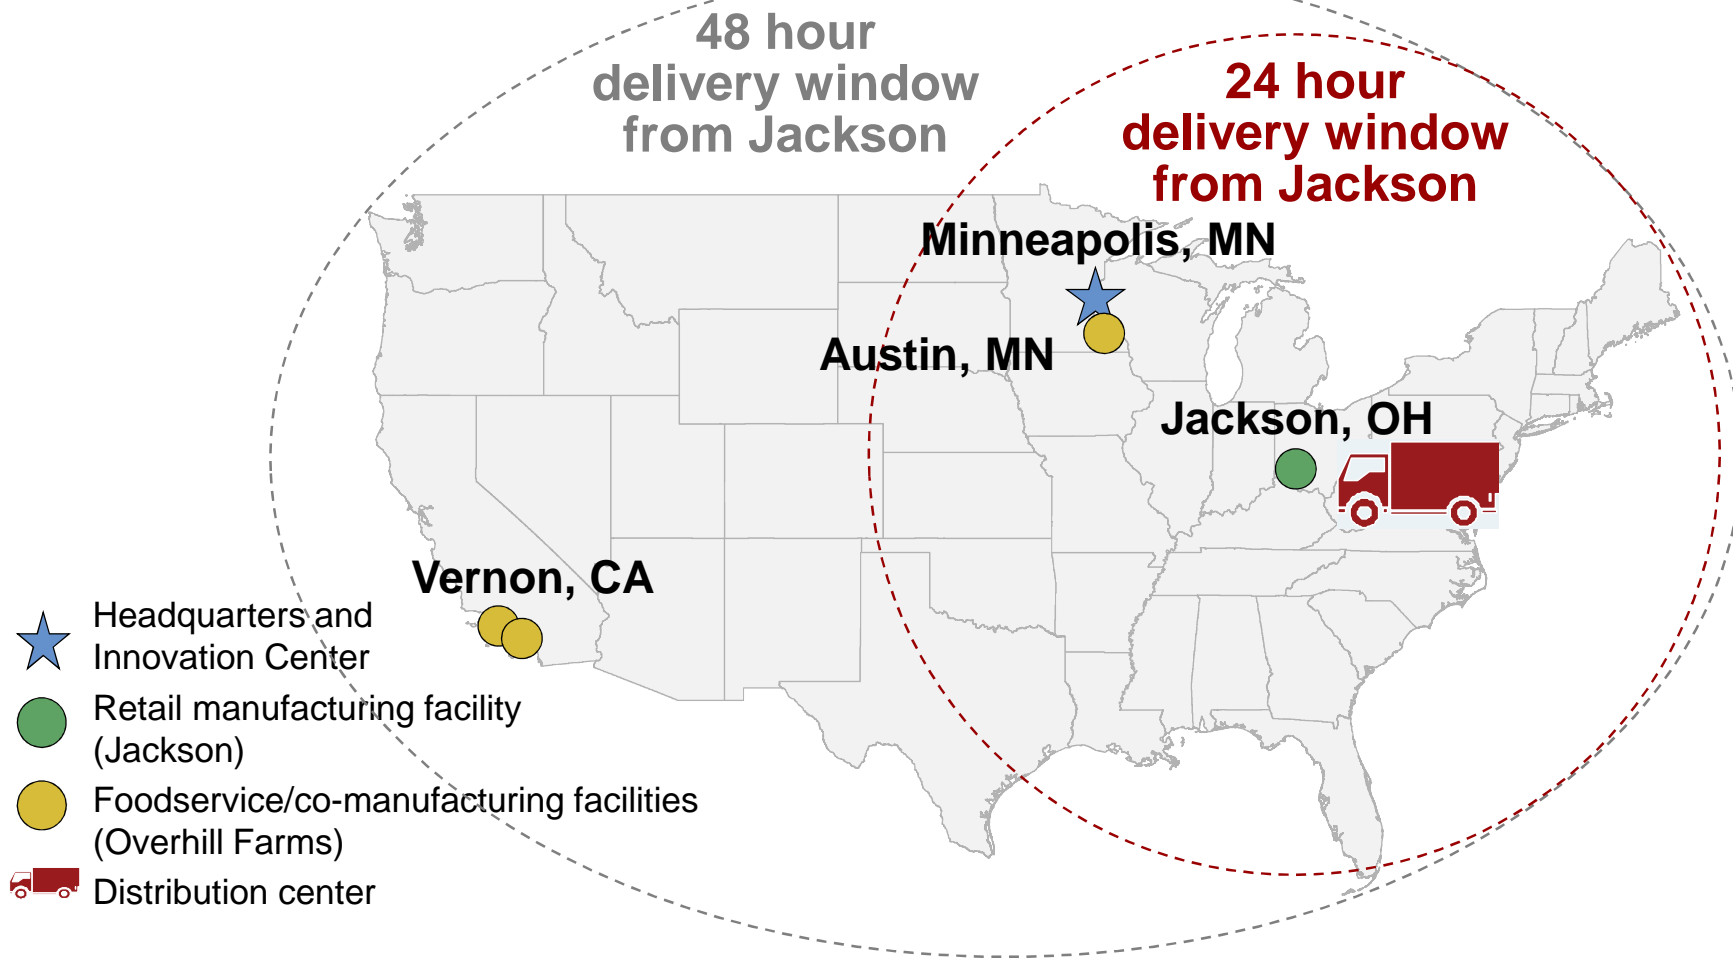 48 hour
delivery window
from Jackson
24 hour
delivery window
from Jackson
Minneapolis, MN
Austin, MN
Jackson, OH
Vernon, CA
Headquarters and
Innovation Center
Retail manufacturing facility
(Jackson)
Foodservice/co-manufacturing facilities
(Overhill Farms)
Distribution center